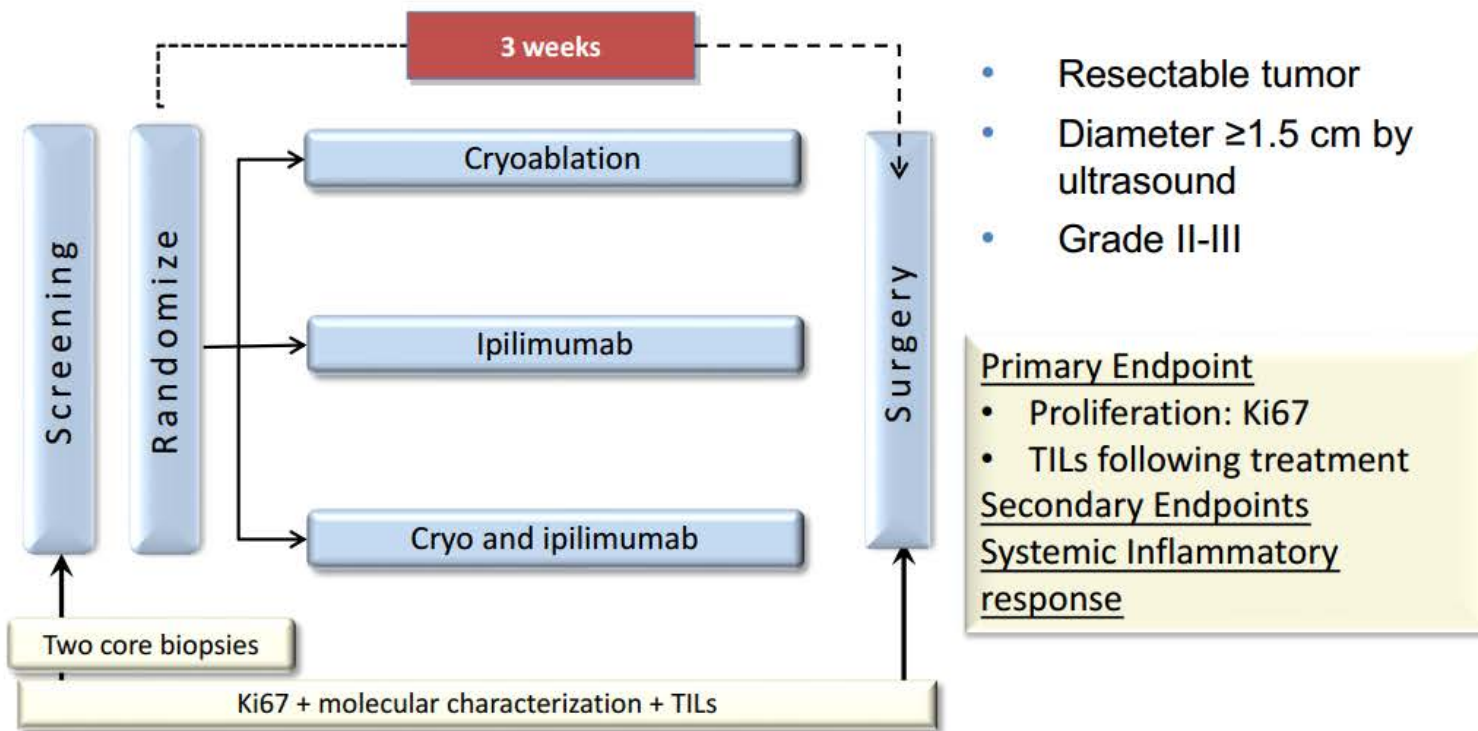 3 weeks
Screening
Randomize
Cryoablation
Ipilimumab
Cryo and ipilimumab
Surgery
Two core biopsies
Ki67 + molecular characterization + TILs
• Resectable tumor
• Diameter ≥1.5 cm by
ultrasound
• Grade II-III
Primary Endpoint
• Proliferation: Ki67
• TILs following treatment
Secondary Endpoints
Systemic Inflammatory
response